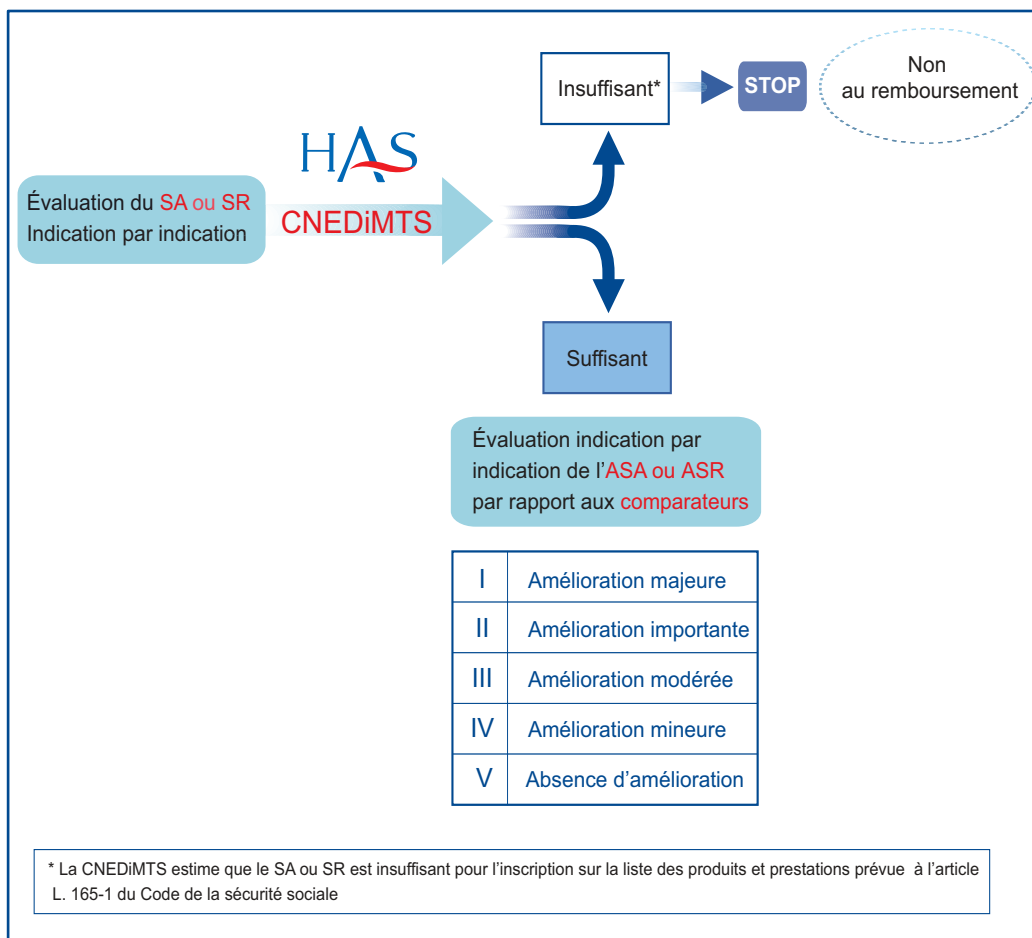 Insuffisant*
STOP
Non
au remboursement
HAS
Évaluation du SA ou SR
Indication par indication
CNEDiMTS
Suffisant
Évaluation indication par
indication de l'ASA ou ASR
par rapport aux comparateurs
I Amélioration majeure
II Amélioration importante
III Amélioration modérée
IV Amélioration mineure
V Absence d'amélioration
* La CNEDiMTS estime que le SA ou SR est insuffisant pour l'inscription sur la liste des produits et prestations prévue à l'article
L. 165-1 du Code de la sécurité sociale